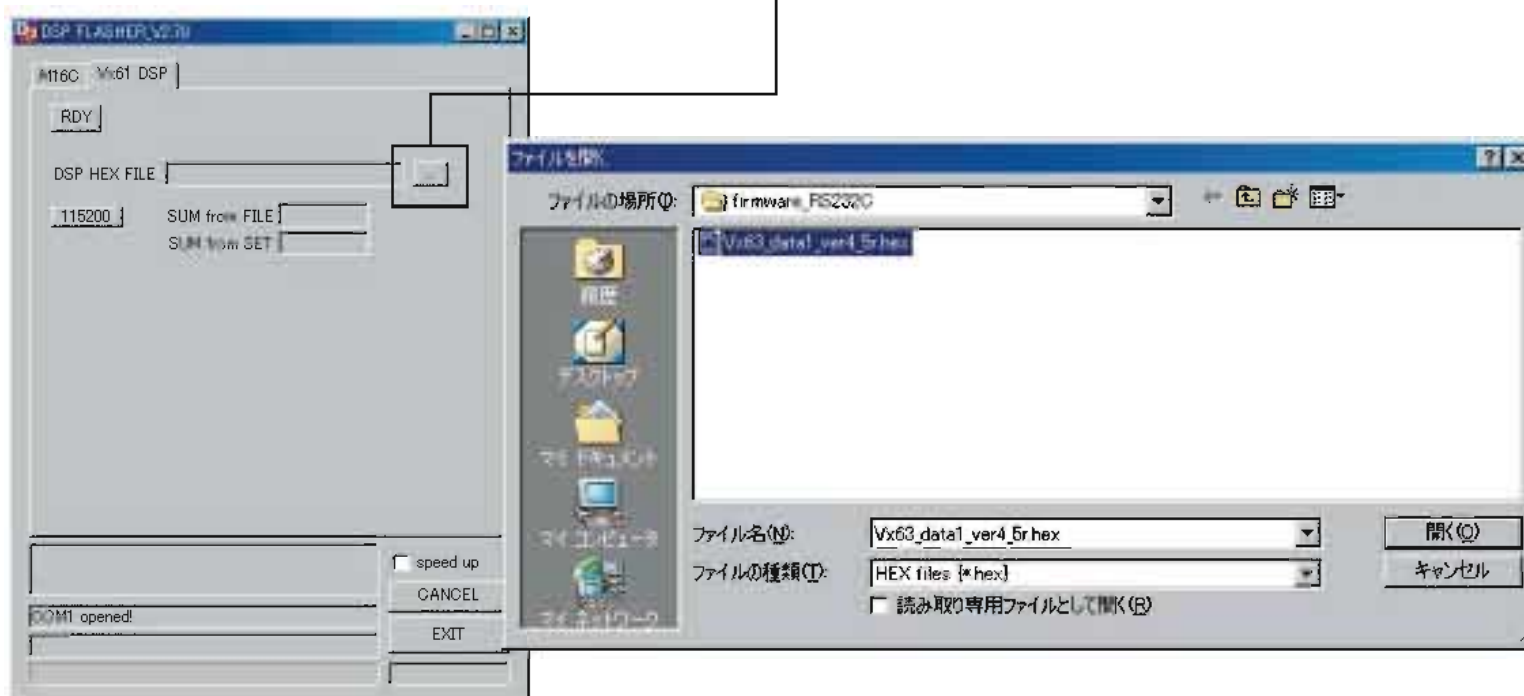 DSP FLASHER_V2.70
M16C Vx61 DSP
RDY
DSP HEX FILE
115200 SUM from FILE
SUM from SET
speed up
CANCEL
COM1 opened!
EXIT
ファイルを開く
ファイルの場所(I):
firmware_RS232C
Vx63_data1_ver4_5r.hex
履歴
デスクトップ
マイ ドキュメント
マイ コンピュータ
マイ ネットワーク
ファイル名(N): Vx63_data1_ver4_5r.hex 開く(O)
ファイルの種類(T): HEX files (*.hex) キャンセル
読み取り専用ファイルとして開く(R)